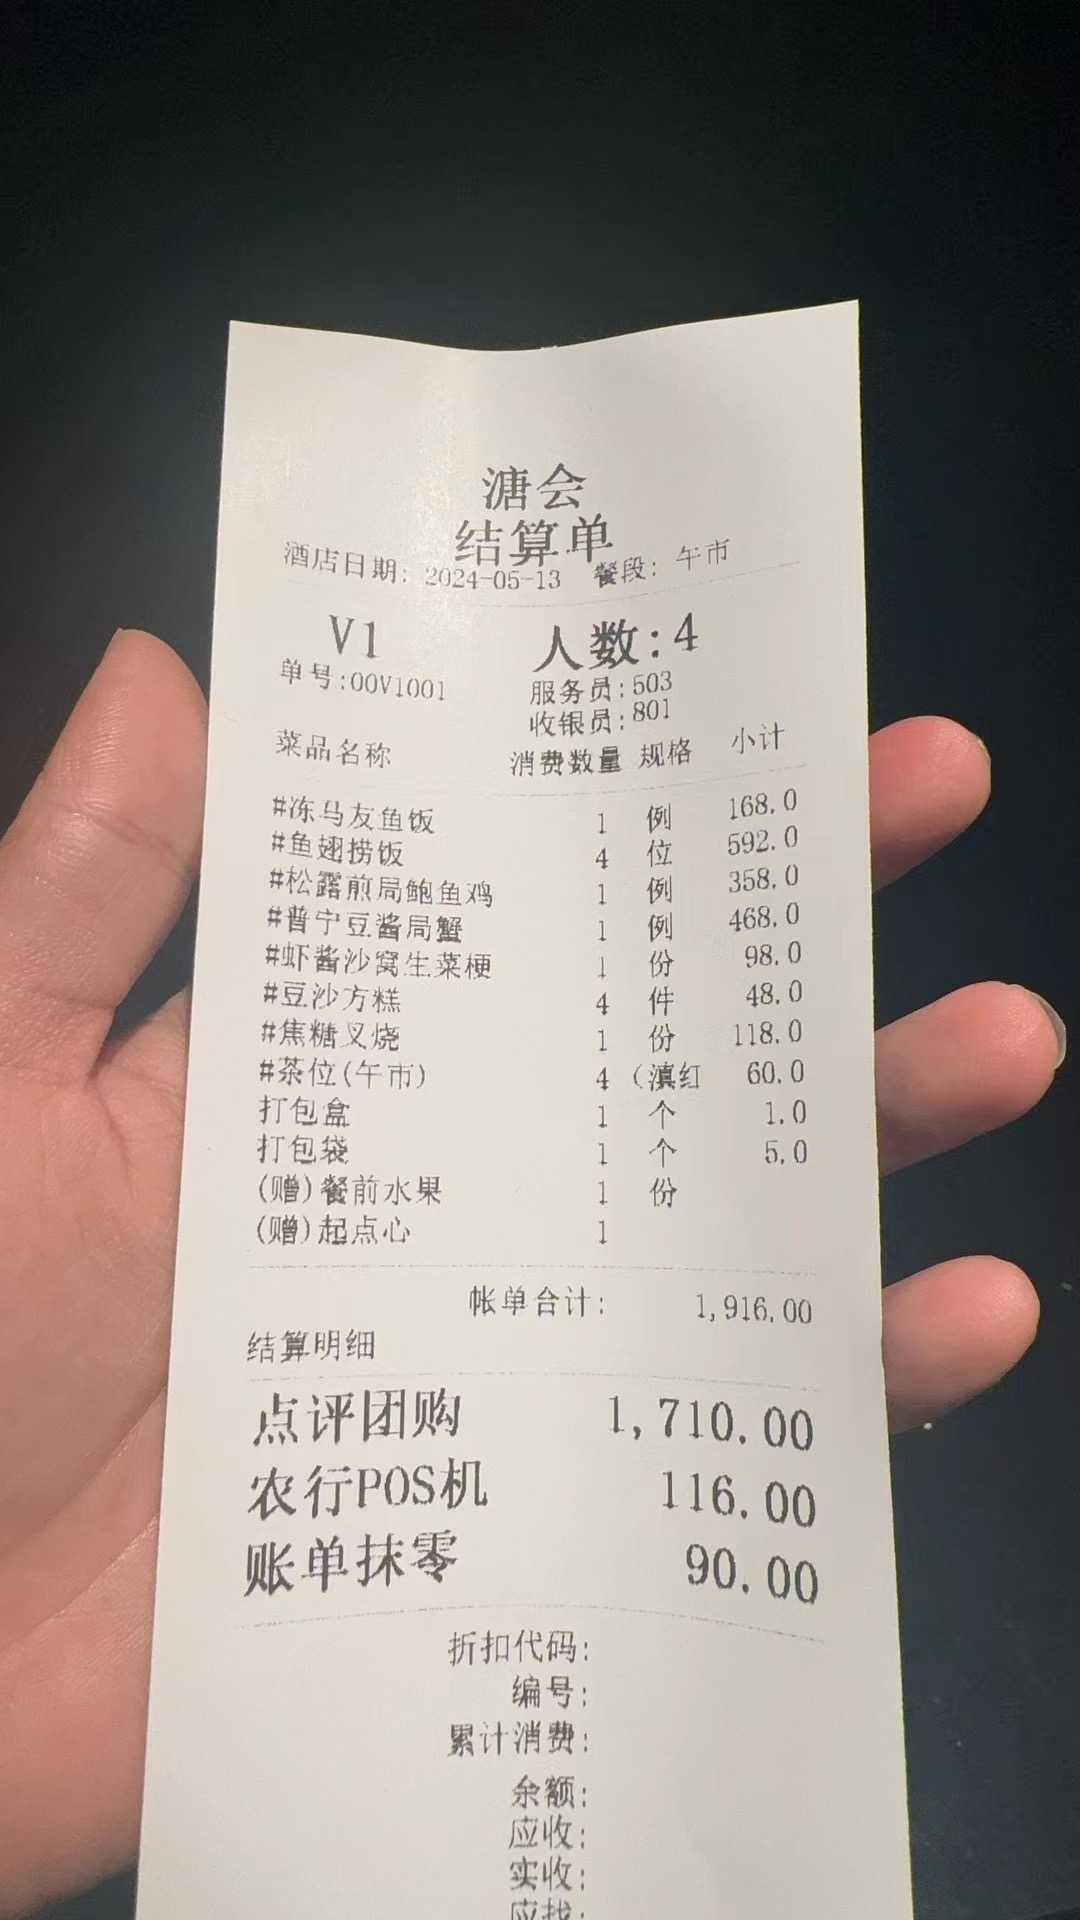 溏会
结算单
酒店日期: 2024-05-13 餐段: 午市
V1 人数:4
单号:00V1001 服务员:503
收银员:801
菜品名称 消费数量 规格 小计
#冻马友鱼饭 1 例 168.0
#鱼翅捞饭 4 位 592.0
#松露煎局鲍鱼鸡 1 例 358.0
#普宁豆酱局蟹 1 例 468.0
#虾酱沙窝生菜梗 1 份 98.0
#豆沙方糕 4 件 48.0
#焦糖叉烧 1 份 118.0
#茶位(午市) 4 (滇红 60.0
打包盒 1 个 1.0
打包袋 1 个 5.0
(赠)餐前水果 1 份
(赠)起点心 1
帐单合计: 1,916.00
结算明细
点评团购 1,710.00
农行POS机 116.00
账单抹零 90.00
折扣代码:
编号:
累计消费:
余额:
应收:
实收:
应找: